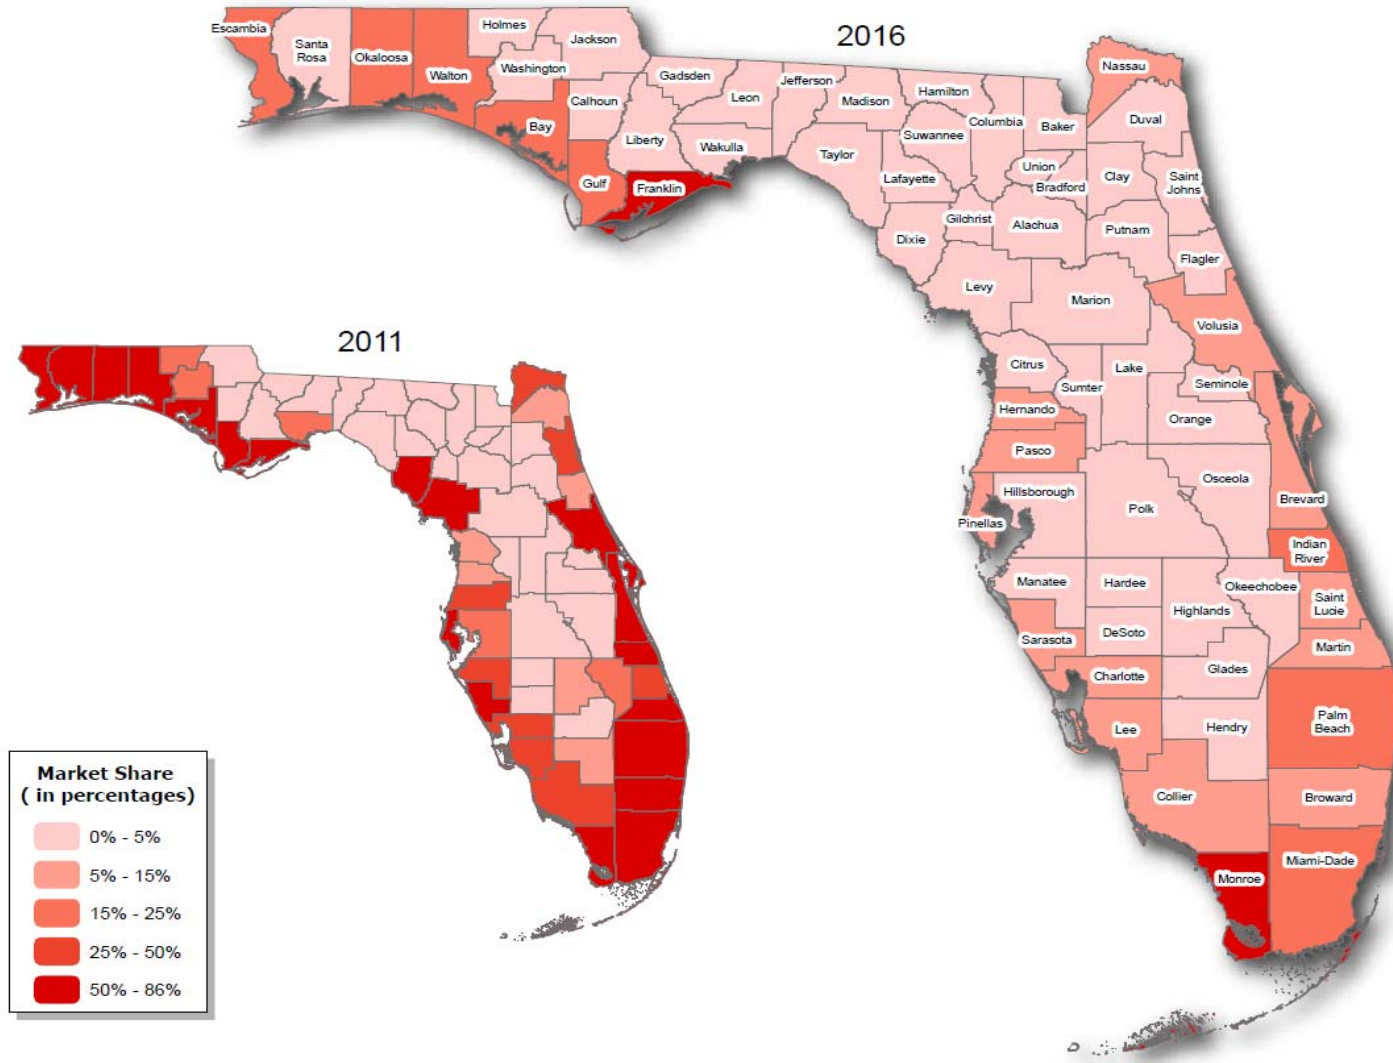 2016
Escambia
Santa
Rosa
Okaloosa
Walton
Holmes
Washington
Jackson
Bay
Calhoun
Gulf
Liberty
Gadsden
Franklin
Leon
Wakulla
Jefferson
Madison
Taylor
Hamilton
Suwannee
Lafayette
Columbia
Baker
Union
Bradford
Nassau
Duval
Clay
Saint
Johns
Gilchrist
Dixie
Alachua
Putnam
Flagler
Levy
Marion
Volusia
Citrus
Sumter
Lake
Seminole
Hernando
Orange
Pasco
Hillsborough
Pinellas
Polk
Osceola
Brevard
Indian
River
Manatee
Hardee
Highlands
Okeechobee
Saint
Lucie
Sarasota
DeSoto
Martin
Charlotte
Glades
Lee
Hendry
Palm
Beach
Collier
Broward
Monroe
Miami-Dade
2011
Market Share
( in percentages)
0% - 5%
5% - 15%
15% - 25%
25% - 50%
50% - 86%